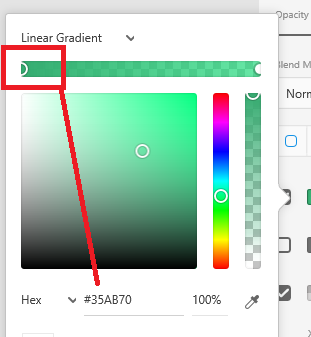 Opacity
Linear Gradient
Blend M
Norm
Hex #35AB70 100%